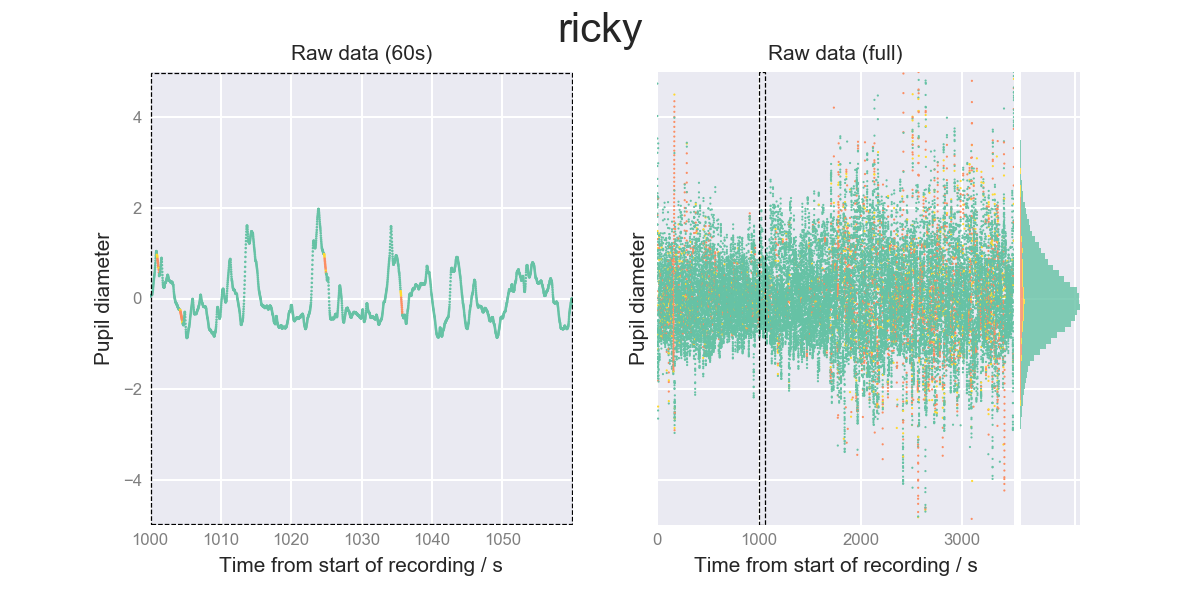 ricky
Raw data (60s)
Raw data (full)
Pupil diameter
4
2
0
−2
−4
1000
1010
1020
1030
1040
1050
Time from start of recording / s
Pupil diameter
0
1000
2000
3000
Time from start of recording / s